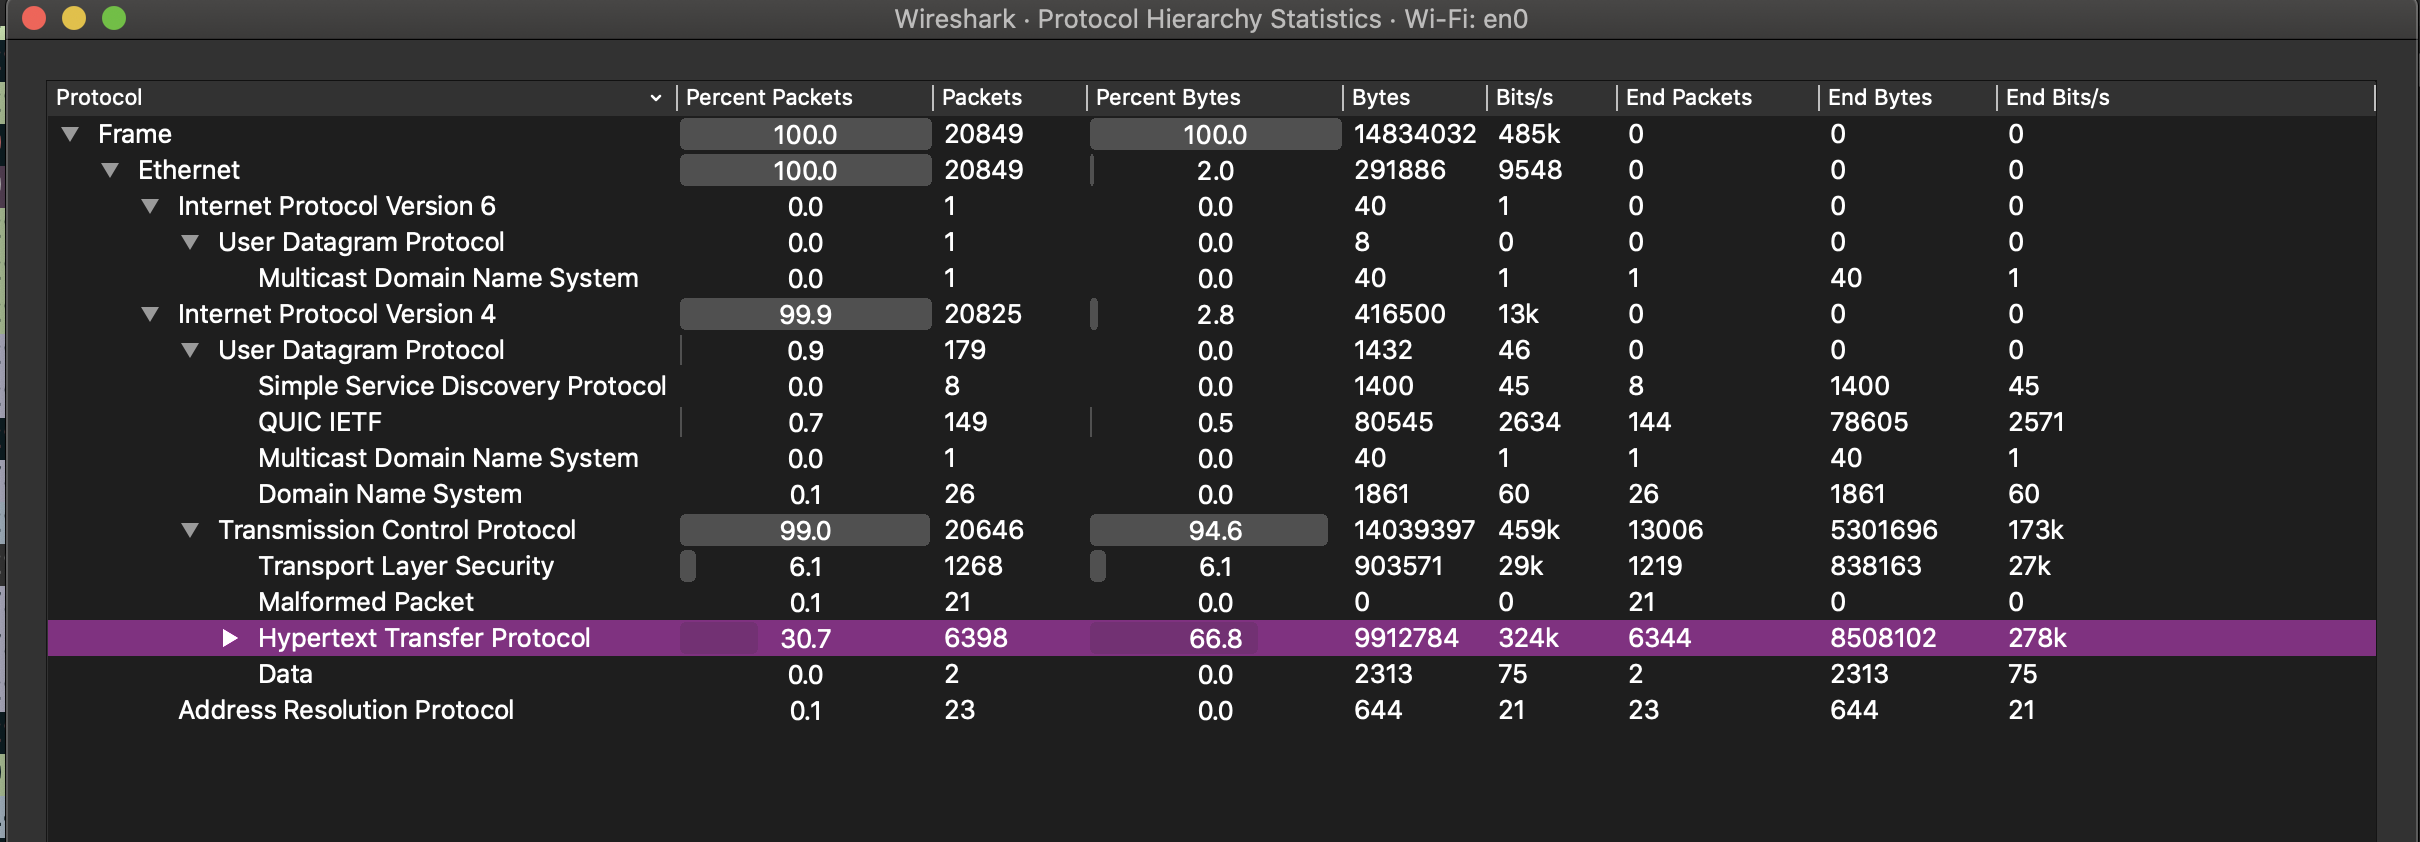 Wireshark · Protocol Hierarchy Statistics · Wi-Fi: en0
Protocol Percent Packets Packets Percent Bytes Bytes Bits/s End Packets End Bytes End Bits/s
Frame 100.0 20849 100.0 14834032 485k 0 0 0
Ethernet 100.0 20849 2.0 291886 9548 0 0 0
Internet Protocol Version 6 0.0 1 0.0 40 1 0 0 0
User Datagram Protocol 0.0 1 0.0 8 0 0 0 0
Multicast Domain Name System 0.0 1 0.0 40 1 1 40 1
Internet Protocol Version 4 99.9 20825 2.8 416500 13k 0 0 0
User Datagram Protocol 0.9 179 0.0 1432 46 0 0 0
Simple Service Discovery Protocol 0.0 8 0.0 1400 45 8 1400 45
QUIC IETF 0.7 149 0.5 80545 2634 144 78605 2571
Multicast Domain Name System 0.0 1 0.0 40 1 1 40 1
Domain Name System 0.1 26 0.0 1861 60 26 1861 60
Transmission Control Protocol 99.0 20646 94.6 14039397 459k 13006 5301696 173k
Transport Layer Security 6.1 1268 6.1 903571 29k 1219 838163 27k
Malformed Packet 0.1 21 0.0 0 0 21 0 0
Hypertext Transfer Protocol 30.7 6398 66.8 9912784 324k 6344 8508102 278k
Data 0.0 2 0.0 2313 75 2 2313 75
Address Resolution Protocol 0.1 23 0.0 644 21 23 644 21